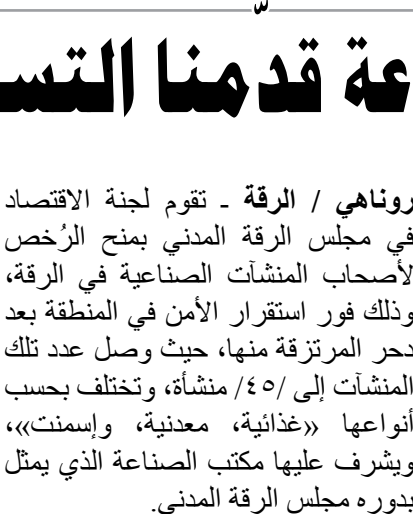 عة قدّمنا التس
روناهي / الرقة ـ تقوم لجنة الاقتصاد
في مجلس الرقة المدني بمنح الرُخص
لأصحاب المنشآت الصناعية في الرقة،
وذلك فور استقرار الأمن في المنطقة بعد
دحر المرتزقة منها، حيث وصل عدد تلك
المنشآت إلى /٤٥/ منشأة، وتختلف بحسب
أنواعها «غذائية، معدنية، وإسمنت»،
ويشرف عليها مكتب الصناعة الذي يمثل
بدوره مجلس الرقة المدني.